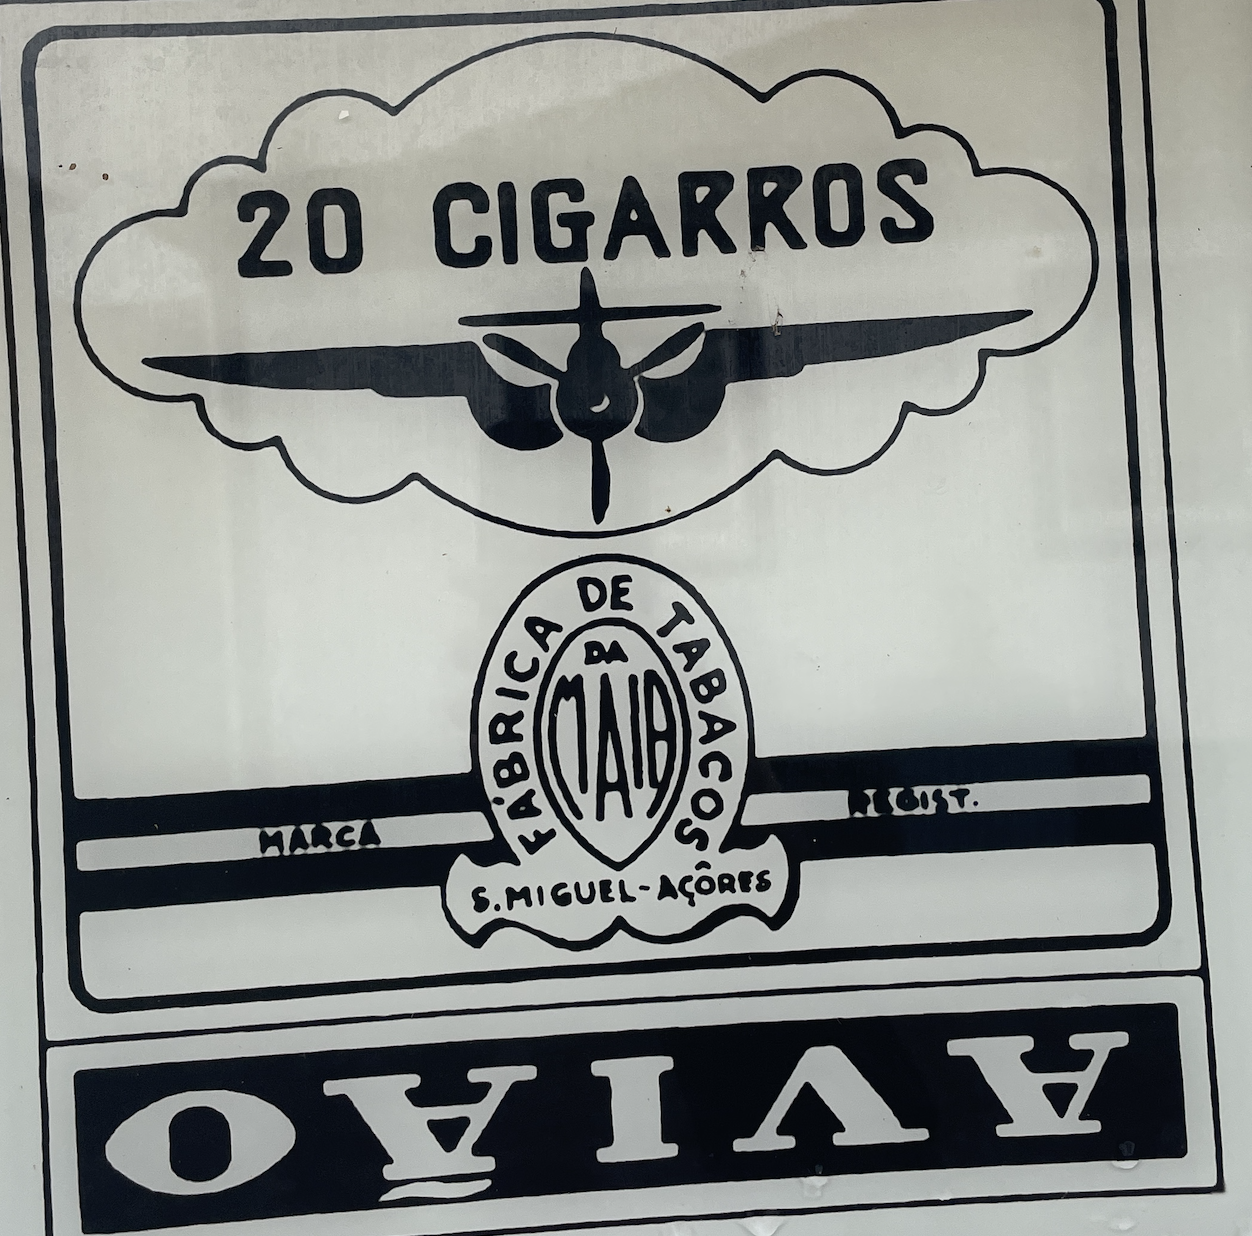 20 CIGARROS
FÁBRICA DE TABACOS
DA
MAIA
MARCA
REGIST.
S. MIGUEL-AÇÔRES
AVIÃO